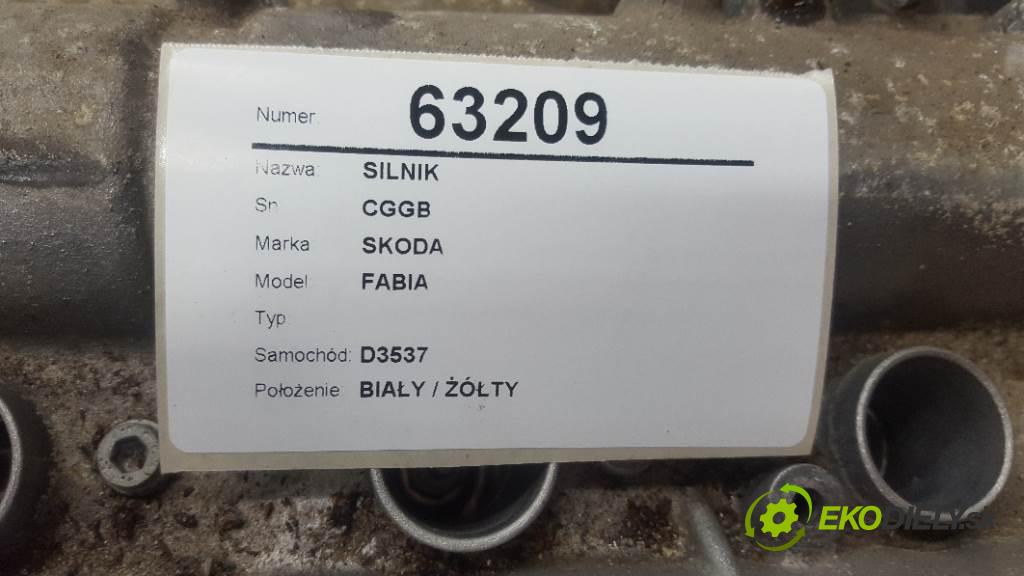 Numer: 63209
Nazwa: SILNIK
Sn CGGB
Marka SKODA
Model FABIA
Typ
Samochód: D3537
Położenie BIAŁY / ŻÓŁTY
EKODIELY.SK